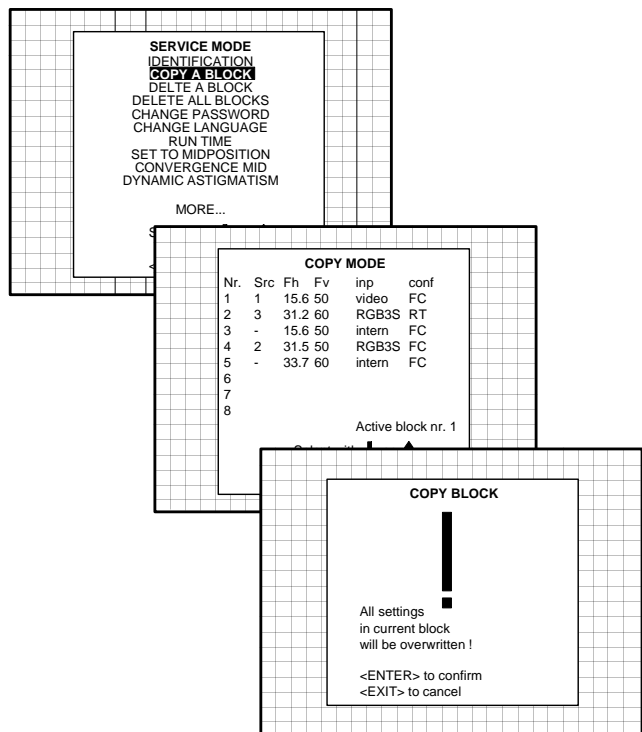 SERVICE MODE
IDENTIFICATION
COPY A BLOCK
DELTE A BLOCK
DELETE ALL BLOCKS
CHANGE PASSWORD
CHANGE LANGUAGE
RUN TIME
SET TO MIDPOSITION
CONVERGENCE MID
DYNAMIC ASTIGMATISM
MORE...
S
<
COPY MODE
Nr. Src Fh Fv inp conf
1 1 15.6 50 video FC
2 3 31.2 60 RGB3S RT
3 - 15.6 50 intern FC
4 2 31.5 50 RGB3S FC
5 - 33.7 60 intern FC
6
7
8
Active block nr. 1
COPY BLOCK
!
All settings
in current block
will be overwritten !
<ENTER> to confirm
<EXIT> to cancel